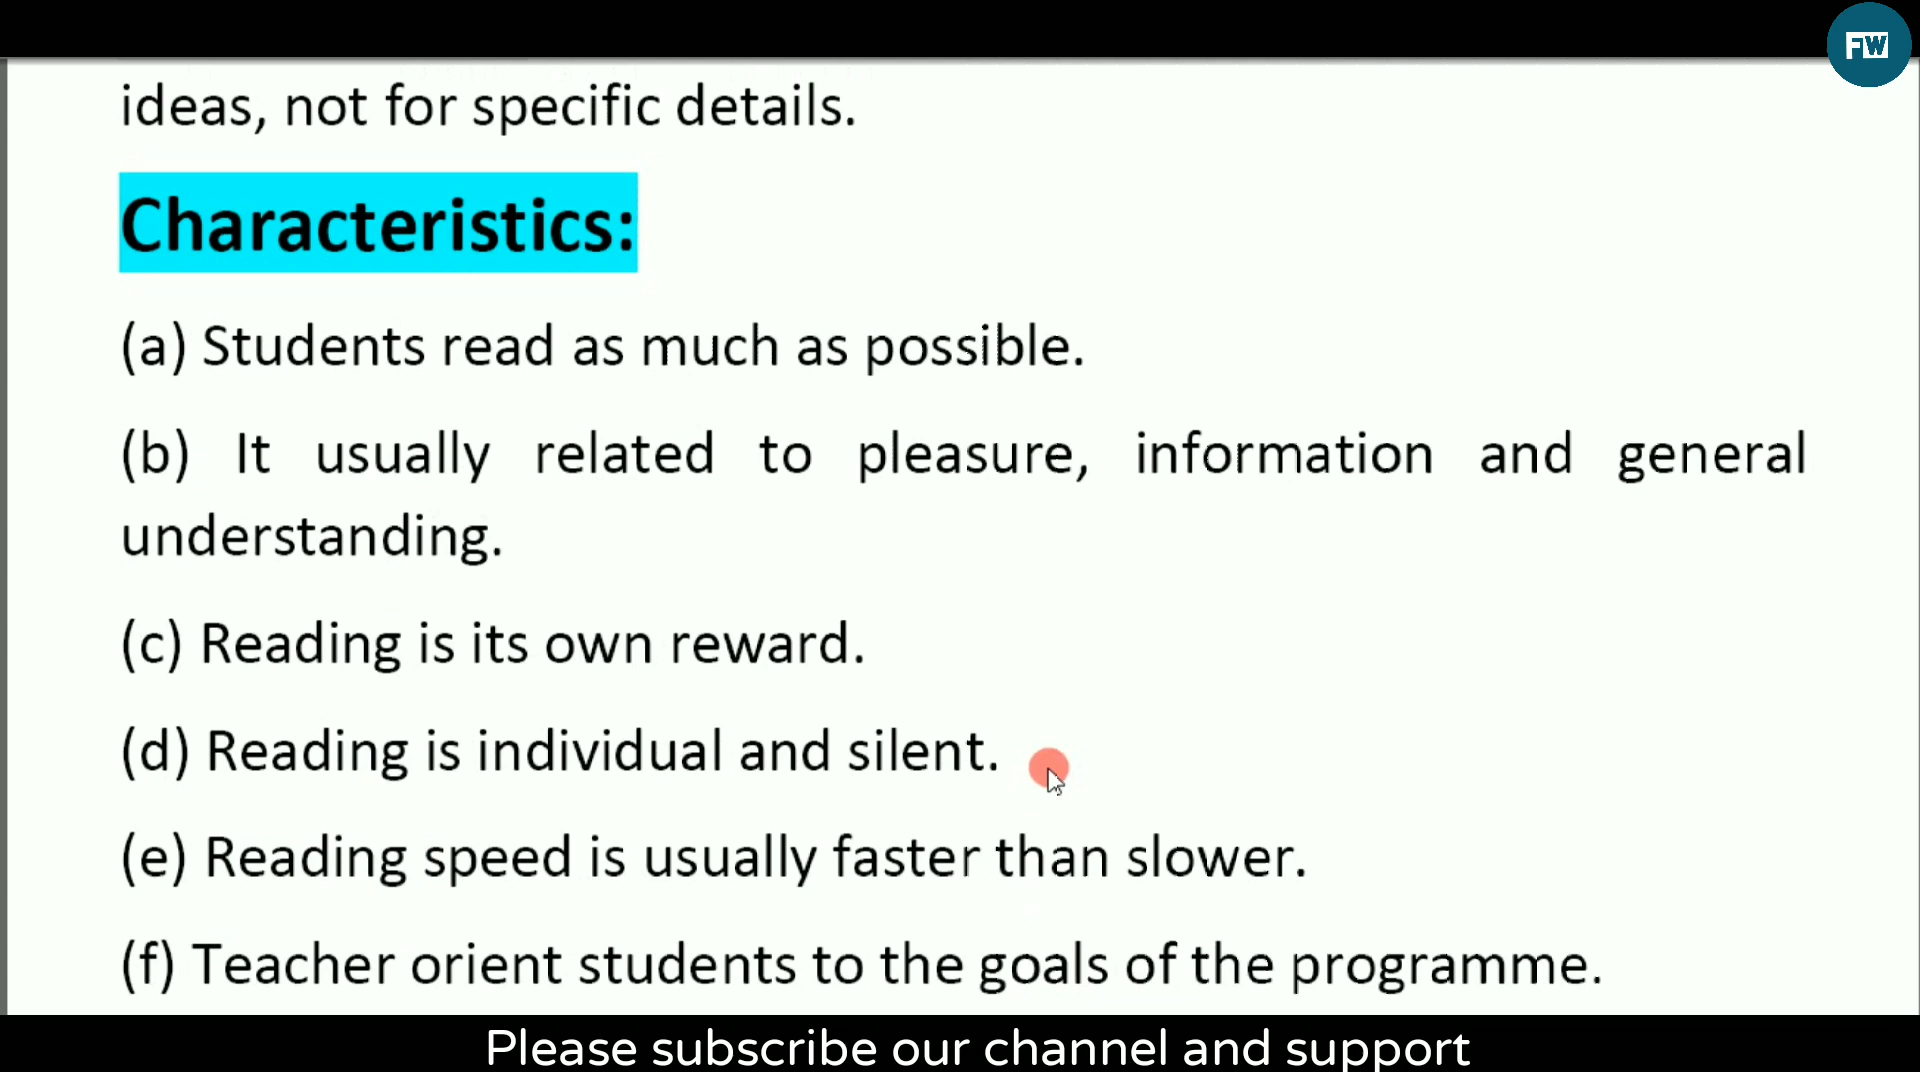 FW
ideas, not for specific details.
Characteristics:
(a) Students read as much as possible.
(b) It usually related to pleasure, information and general
understanding.
(c) Reading is its own reward.
(d) Reading is individual and silent.
(e) Reading speed is usually faster than slower.
(f) Teacher orient students to the goals of the programme.
Please subscribe our channel and support